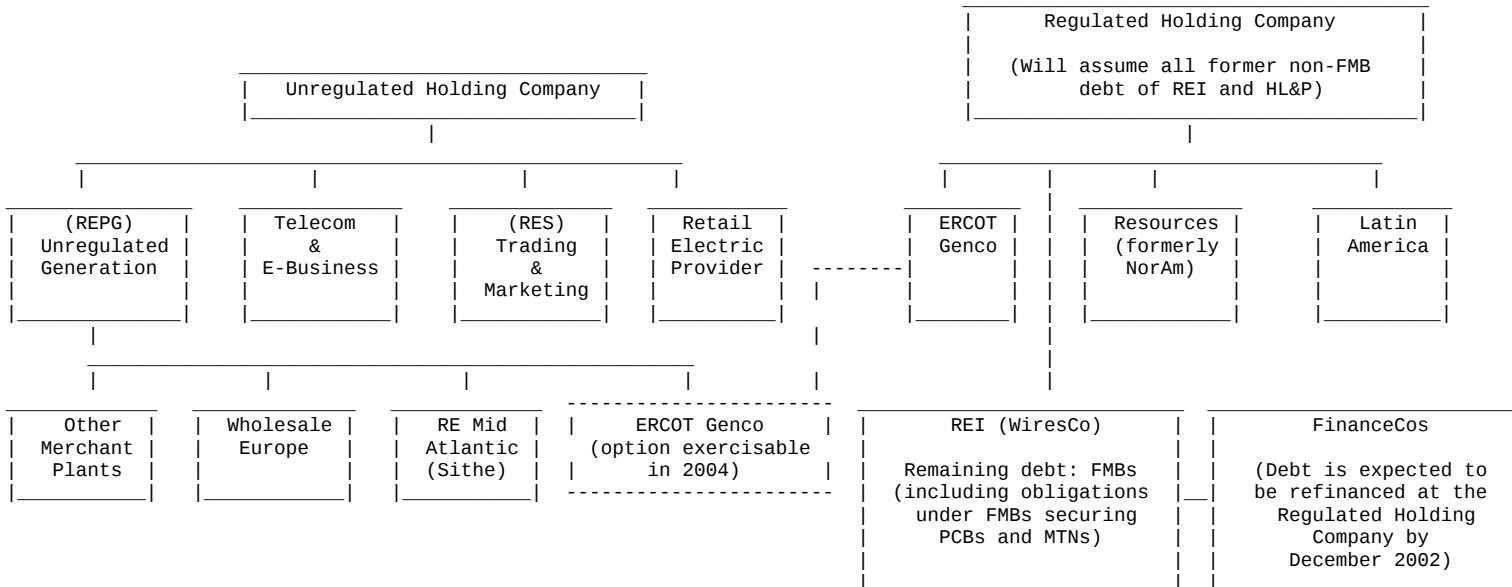 Regulated Holding Company
(Will assume all former non-FMB
debt of REI and HL&P)
Unregulated Holding Company
(REPG)
Unregulated
Generation
Telecom
&
E-Business
(RES)
Trading
&
Marketing
Retail
Electric
Provider
ERCOT
Genco
Resources
(formerly
NorAm)
Latin
America
Other
Merchant
Plants
Wholesale
Europe
RE Mid
Atlantic
(Sithe)
ERCOT Genco
(option exercisable
in 2004)
REI (WiresCo)
Remaining debt: FMBs
(including obligations
under FMBs securing
PCBs and MTNs)
FinanceCos
(Debt is expected to
be refinanced at the
Regulated Holding
Company by
December 2002)